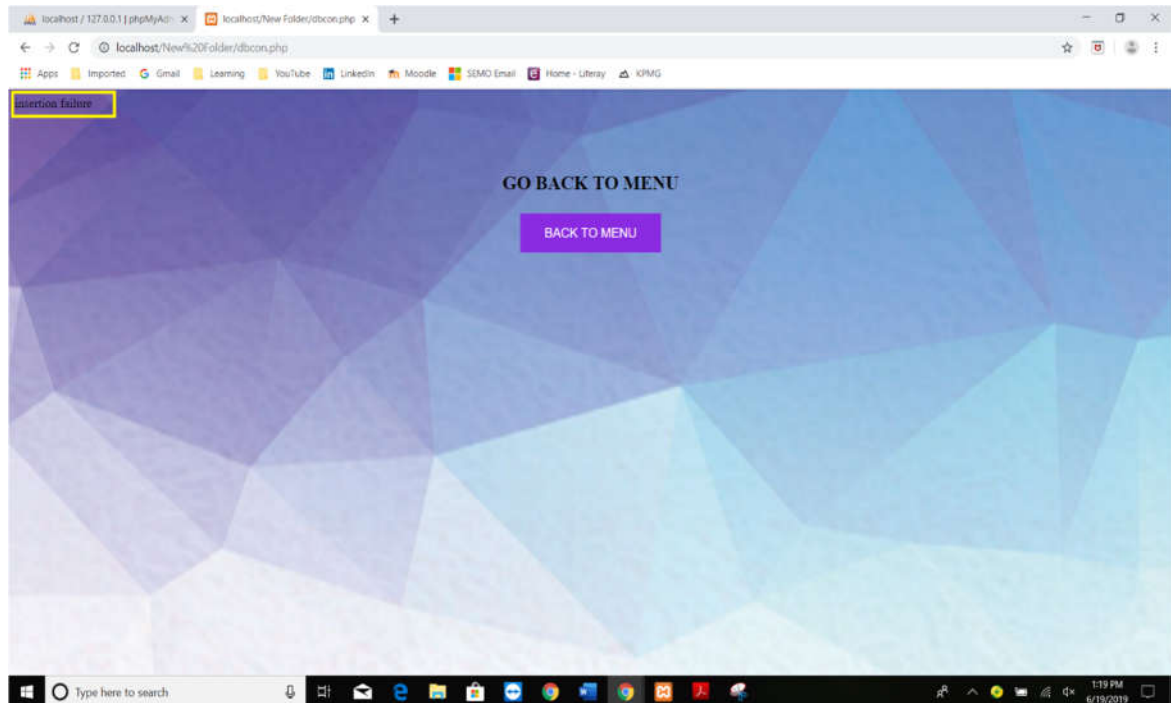 localhost / 127.0.0.1 | phpMyAd
localhost/New Folder/dbcon.php
localhost/New%20Folder/dbcon.php
Apps Imported Gmail Learning YouTube LinkedIn Moodle SEMO Email Home - Literay KPMG
insertion failure
GO BACK TO MENU
BACK TO MENU
Type here to search
1:19 PM
6/19/2019